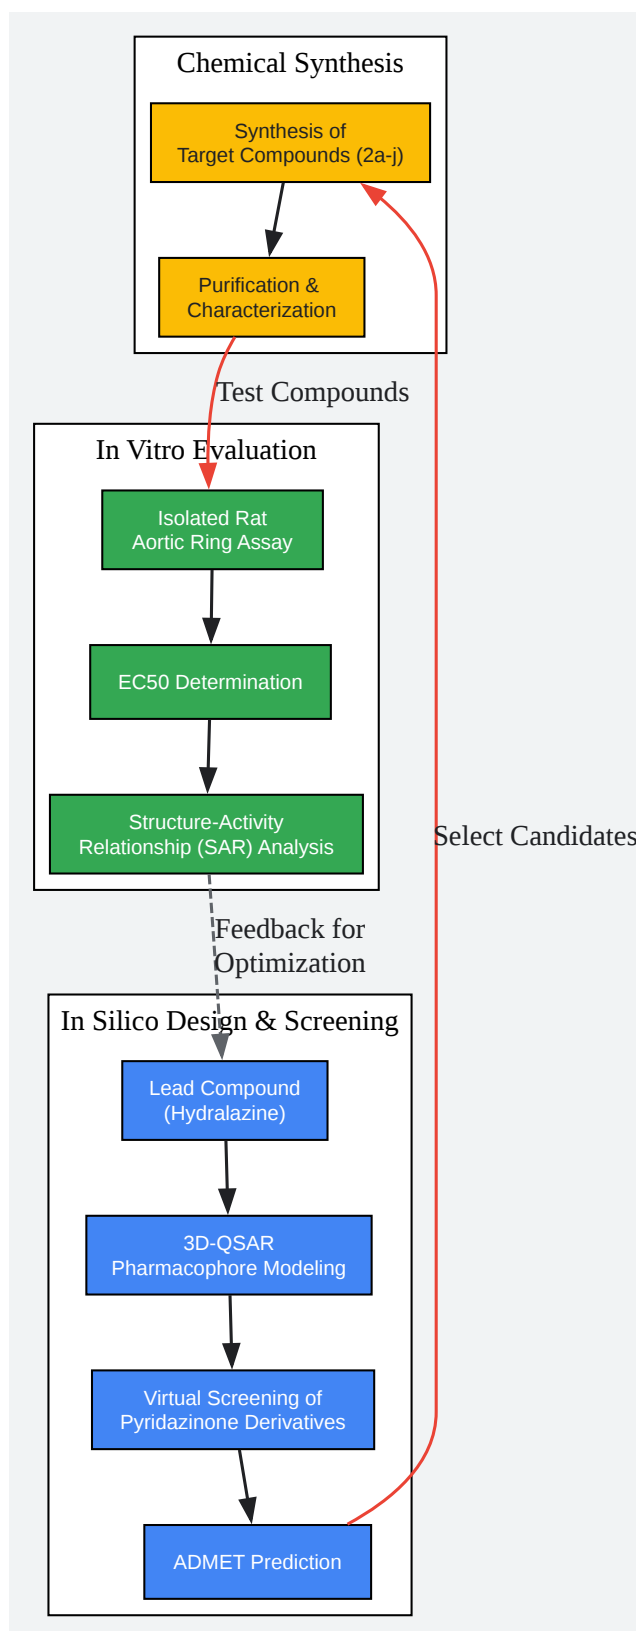 Chemical Synthesis
Synthesis of
Target Compounds (2a-j)
Purification &
Characterization
Test Compounds
In Vitro Evaluation
Isolated Rat
Aortic Ring Assay
EC50 Determination
Structure-Activity
Relationship (SAR) Analysis
Select Candidates
Feedback for
Optimization
In Silico Design & Screening
Lead Compound
(Hydralazine)
3D-QSAR
Pharmacophore Modeling
Virtual Screening of
Pyridazinone Derivatives
ADMET Prediction